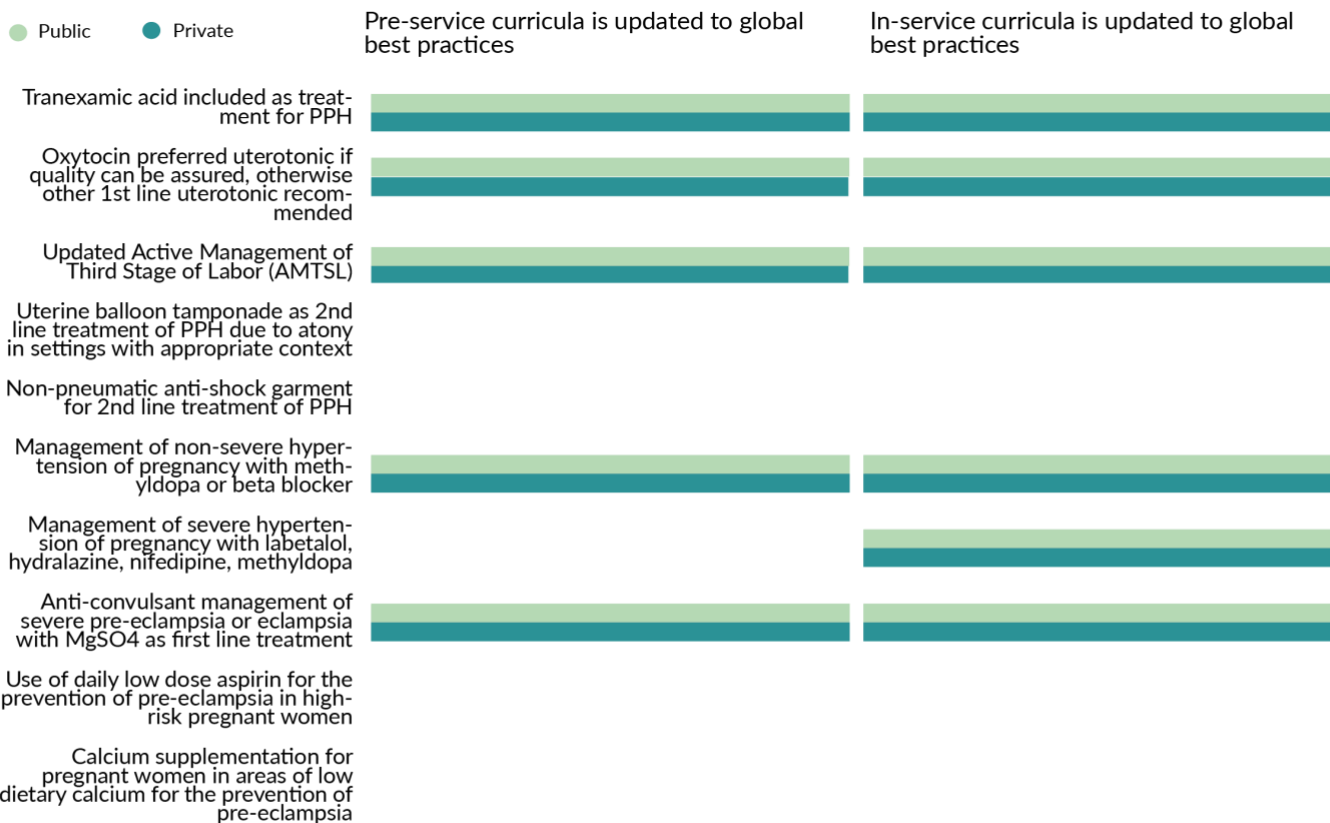 Public
Private
Pre-service curricula is updated to global
best practices
In-service curricula is updated to global
best practices
Tranexamic acid included as treat-
ment for PPH
Oxytocin preferred uterotonic if
quality can be assured, otherwise
other 1st line uterotonic recom-
mended
Updated Active Management of
Third Stage of Labor (AMTSL)
Uterine balloon tamponade as 2nd
line treatment of PPH due to atony
in settings with appropriate context
Non-pneumatic anti-shock garment
for 2nd line treatment of PPH
Management of non-severe hyper-
tension of pregnancy with meth-
yldopa or beta blocker
Management of severe hyperten-
sion of pregnancy with labetalol,
hydralazine, nifedipine, methyldopa
Anti-convulsant management of
severe pre-eclampsia or eclampsia
with MgSO4 as first line treatment
Use of daily low dose aspirin for the
prevention of pre-eclampsia in high-
risk pregnant women
Calcium supplementation for
pregnant women in areas of low
dietary calcium for the prevention of
pre-eclampsia